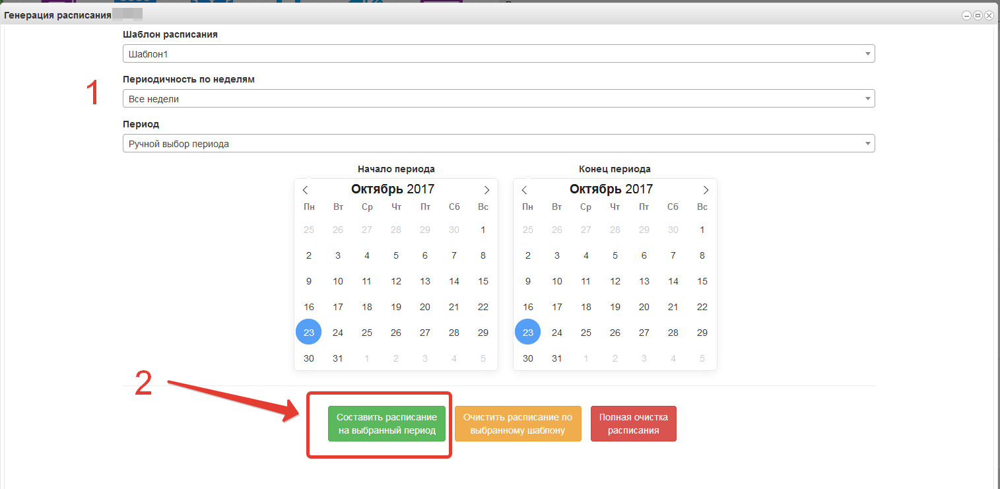 Генерация расписания
Шаблон расписания
Шаблон1
1
Периодичность по неделям
Все недели
Период
Ручной выбор периода
Начало периода
Октябрь 2017
Пн Вт Ср Чт Пт Сб Вс
25 26 27 28 29 30 1
2 3 4 5 6 7 8
9 10 11 12 13 14 15
16 17 18 19 20 21 22
23 24 25 26 27 28 29
30 31 1 2 3 4 5
Конец периода
Октябрь 2017
Пн Вт Ср Чт Пт Сб Вс
25 26 27 28 29 30 1
2 3 4 5 6 7 8
9 10 11 12 13 14 15
16 17 18 19 20 21 22
23 24 25 26 27 28 29
30 31 1 2 3 4 5
2
Составить расписание
на выбранный период
Очистить расписание по
выбранному шаблону
Полная очистка
расписания